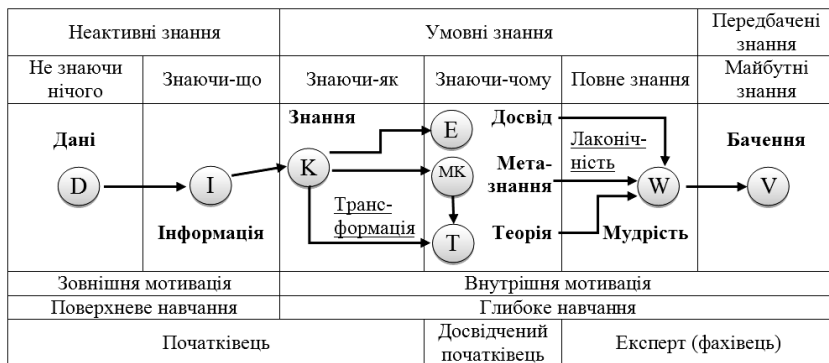 Неактивні знання
Умовні знання
Передбачені
знання
Не знаючи
нічого
Знаючи-що
Знаючи-як
Знаючи-чому
Повне знання
Майбутні
знання
Дані
D
I
Інформація
Знання
K
Транс-
формація
E
МК
T
Досвід
Мета-
знання
Теорія
Лаконіч-
ність
W
Мудрість
Бачення
V
Зовнішня мотивація
Внутрішня мотивація
Поверхневе навчання
Глибоке навчання
Початківець
Досвідчений
початківець
Експерт (фахівець)